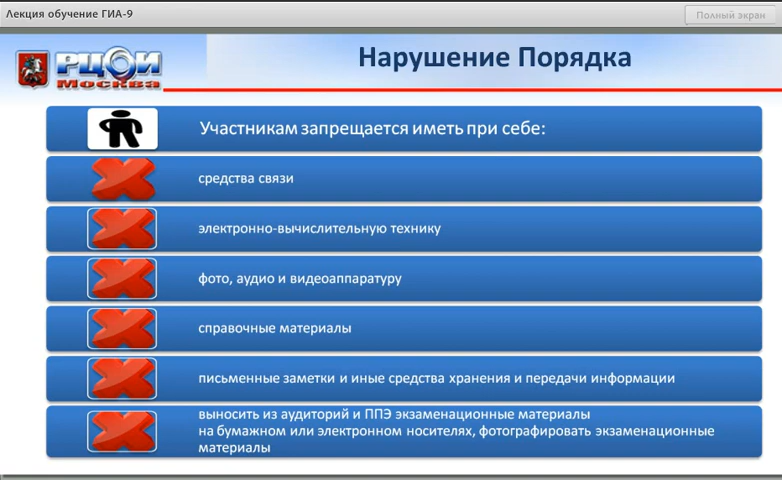 Лекция обучение ГИА-9
Полный экран
РЦОИ
Москва
Нарушение Порядка
Участникам запрещается иметь при себе:
средства связи
электронно-вычислительную технику
фото, аудио и видеоаппаратуру
справочные материалы
письменные заметки и иные средства хранения и передачи информации
выносить из аудиторий и ППЭ экзаменационные материалы
на бумажном или электронном носителях, фотографировать экзаменационные
материалы